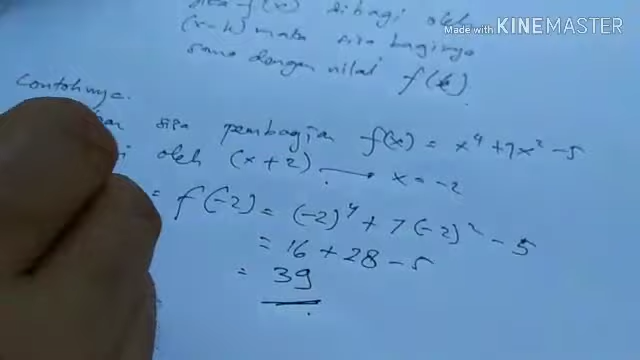 f(x) dibagi oleh
Made with KINEMASTER
(x-k) maka sisa baginya
sama dengan nilai f(k).
Contohnya.
sisa pembagian f(x) = x⁴ + 7x² - 5
oleh (x+2) → x = -2
= f(-2) = (-2)⁴ + 7(-2)² - 5
= 16 + 28 - 5
= 39